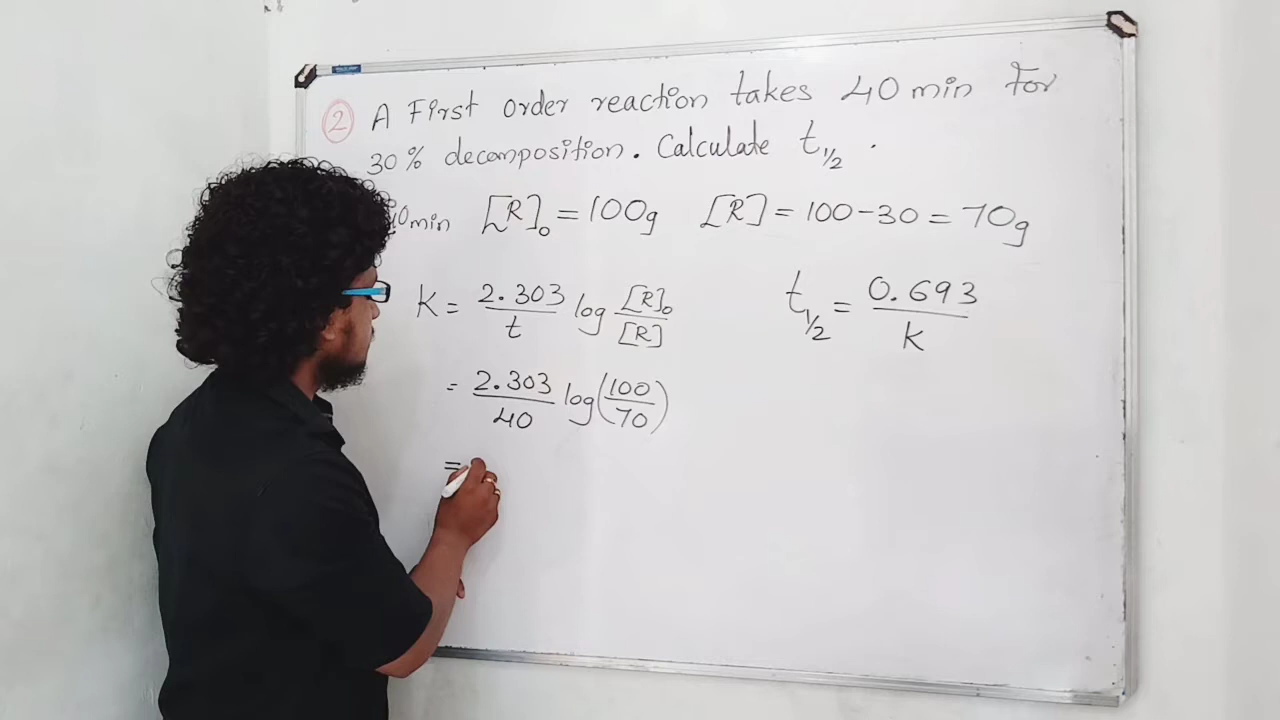 ② A First order reaction takes 40 min for
30% decomposition. Calculate t1/2.
min [R]₀ = 100g [R] = 100-30 = 70g
K = 2.303/t log [R]₀/[R] t1/2 = 0.693/K
= 2.303/40 log(100/70)
=